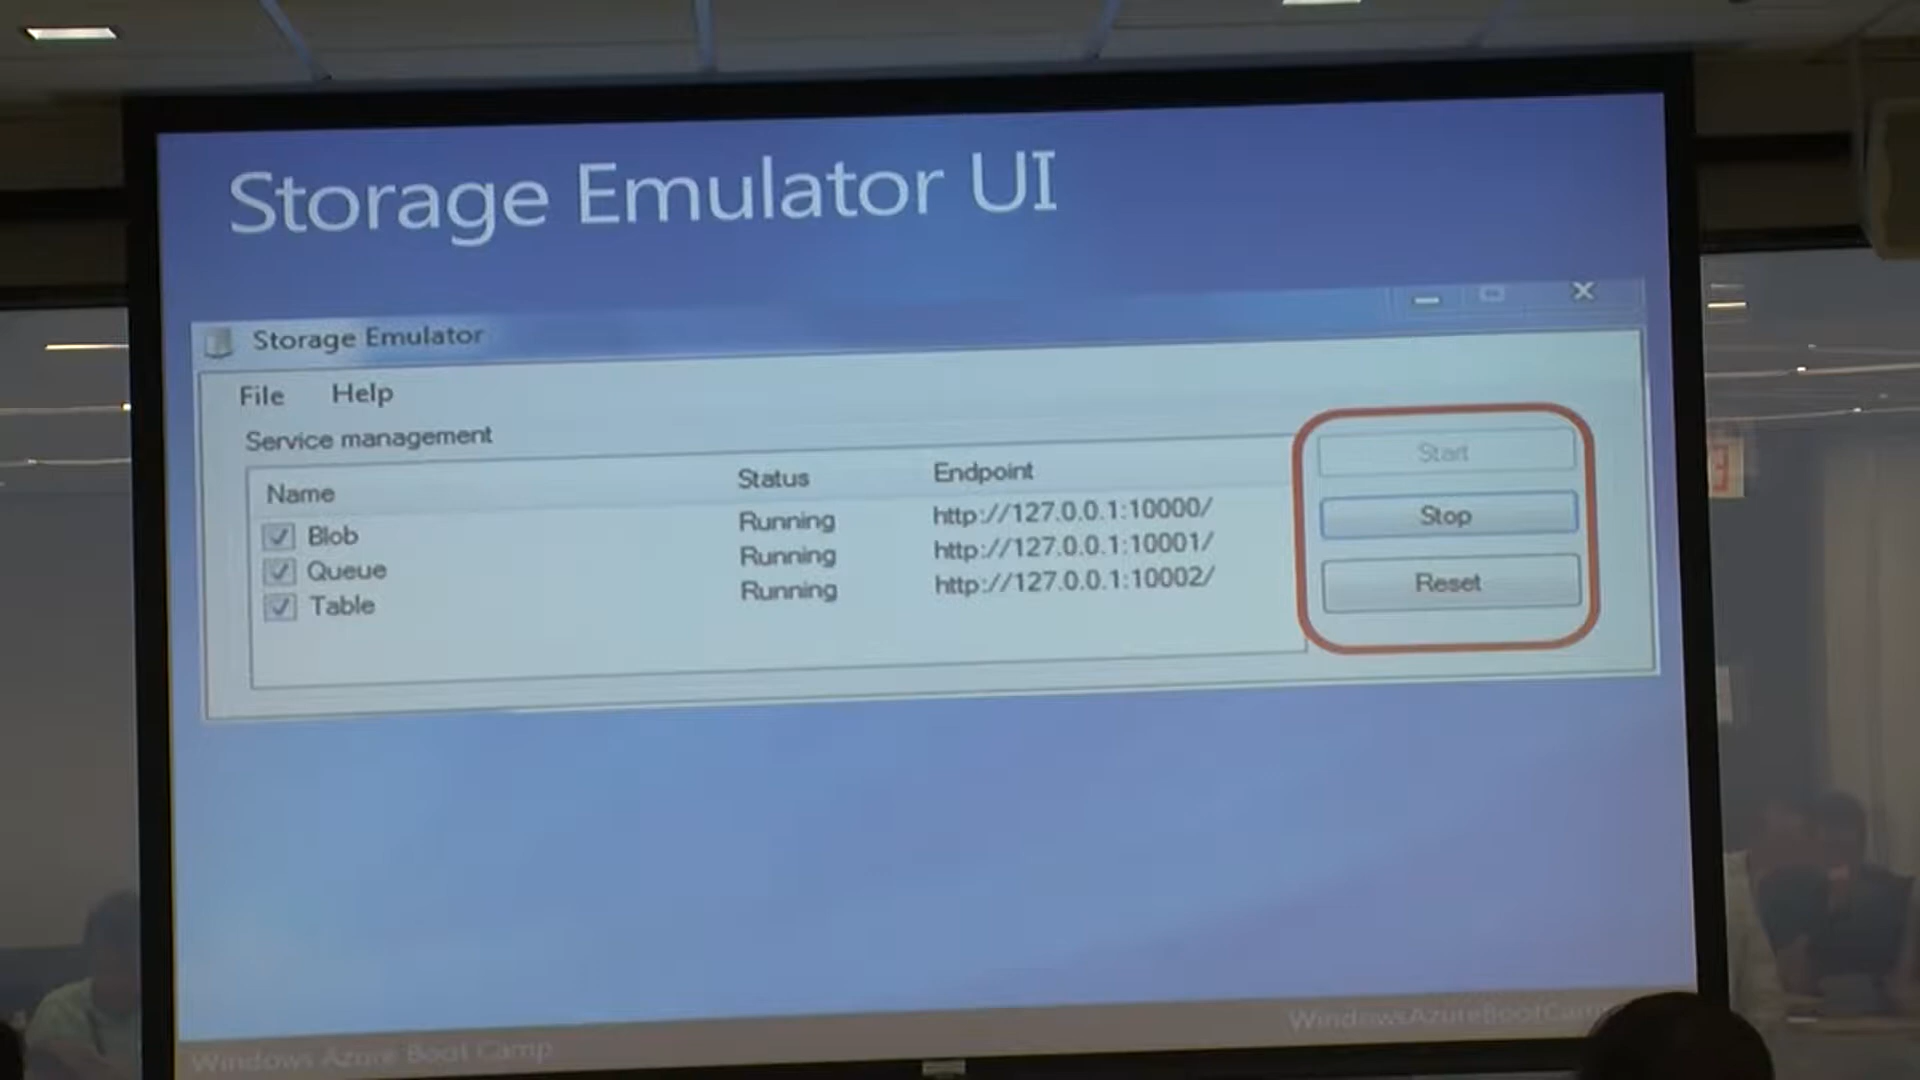 Storage Emulator UI
Storage Emulator
File Help
Service management
Name Status Endpoint
Blob Running http://127.0.0.1:10000/
Queue Running http://127.0.0.1:10001/
Table Running http://127.0.0.1:10002/
Start
Stop
Reset
Windows Azure Boot Camp
WindowsAzureBootCamp